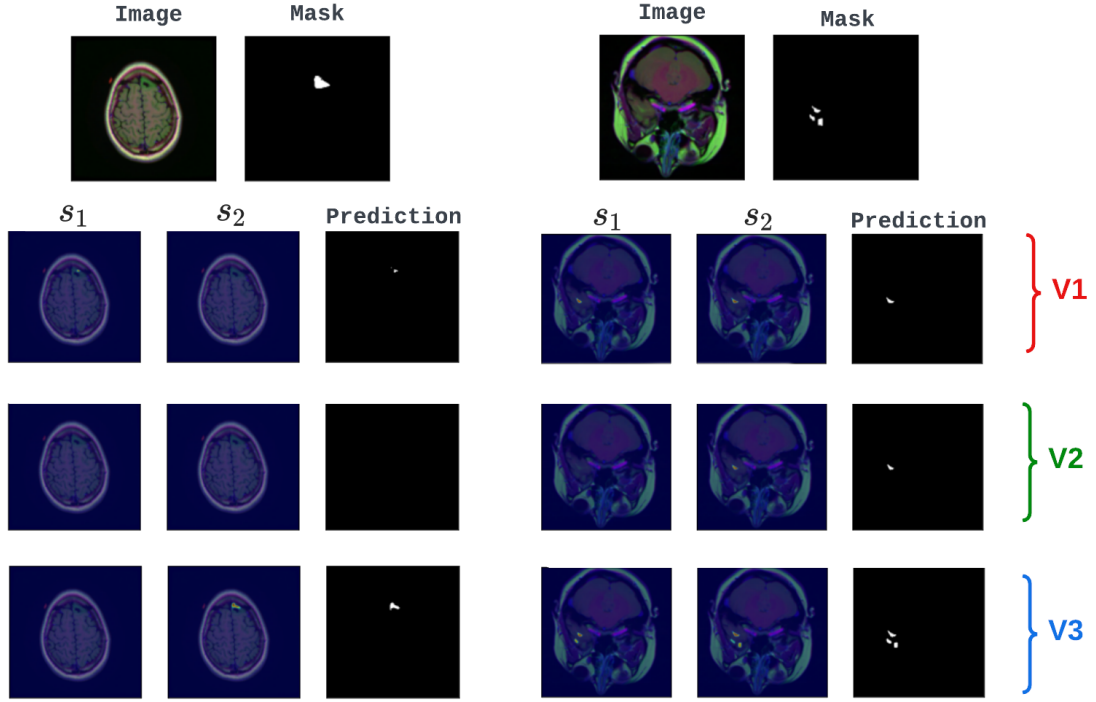 Image Mask
Image Mask
s₁ s₂ Prediction
s₁ s₂ Prediction
V1
V2
V3